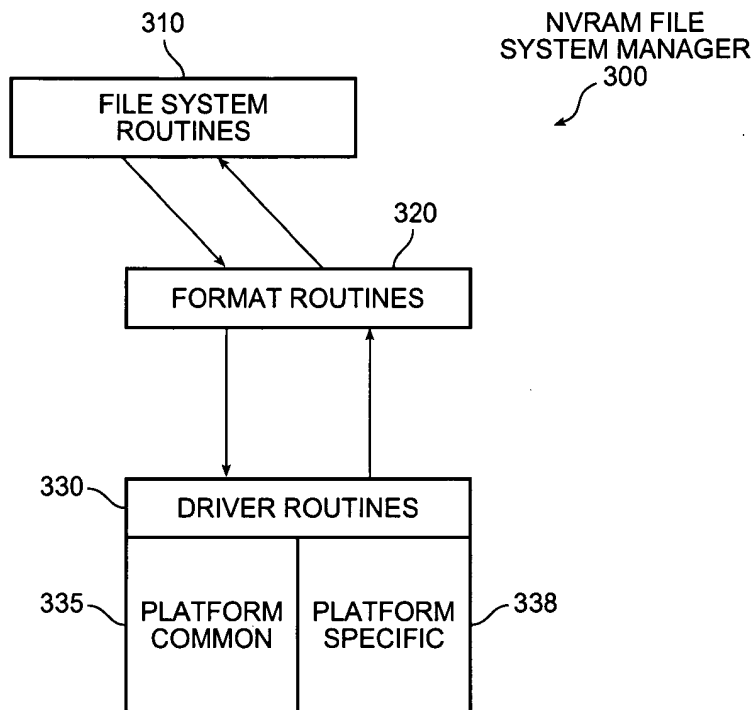 310
NVRAM FILE
SYSTEM MANAGER
300
FILE SYSTEM
ROUTINES
320
FORMAT ROUTINES
330
DRIVER ROUTINES
335
PLATFORM
COMMON
PLATFORM
SPECIFIC
338